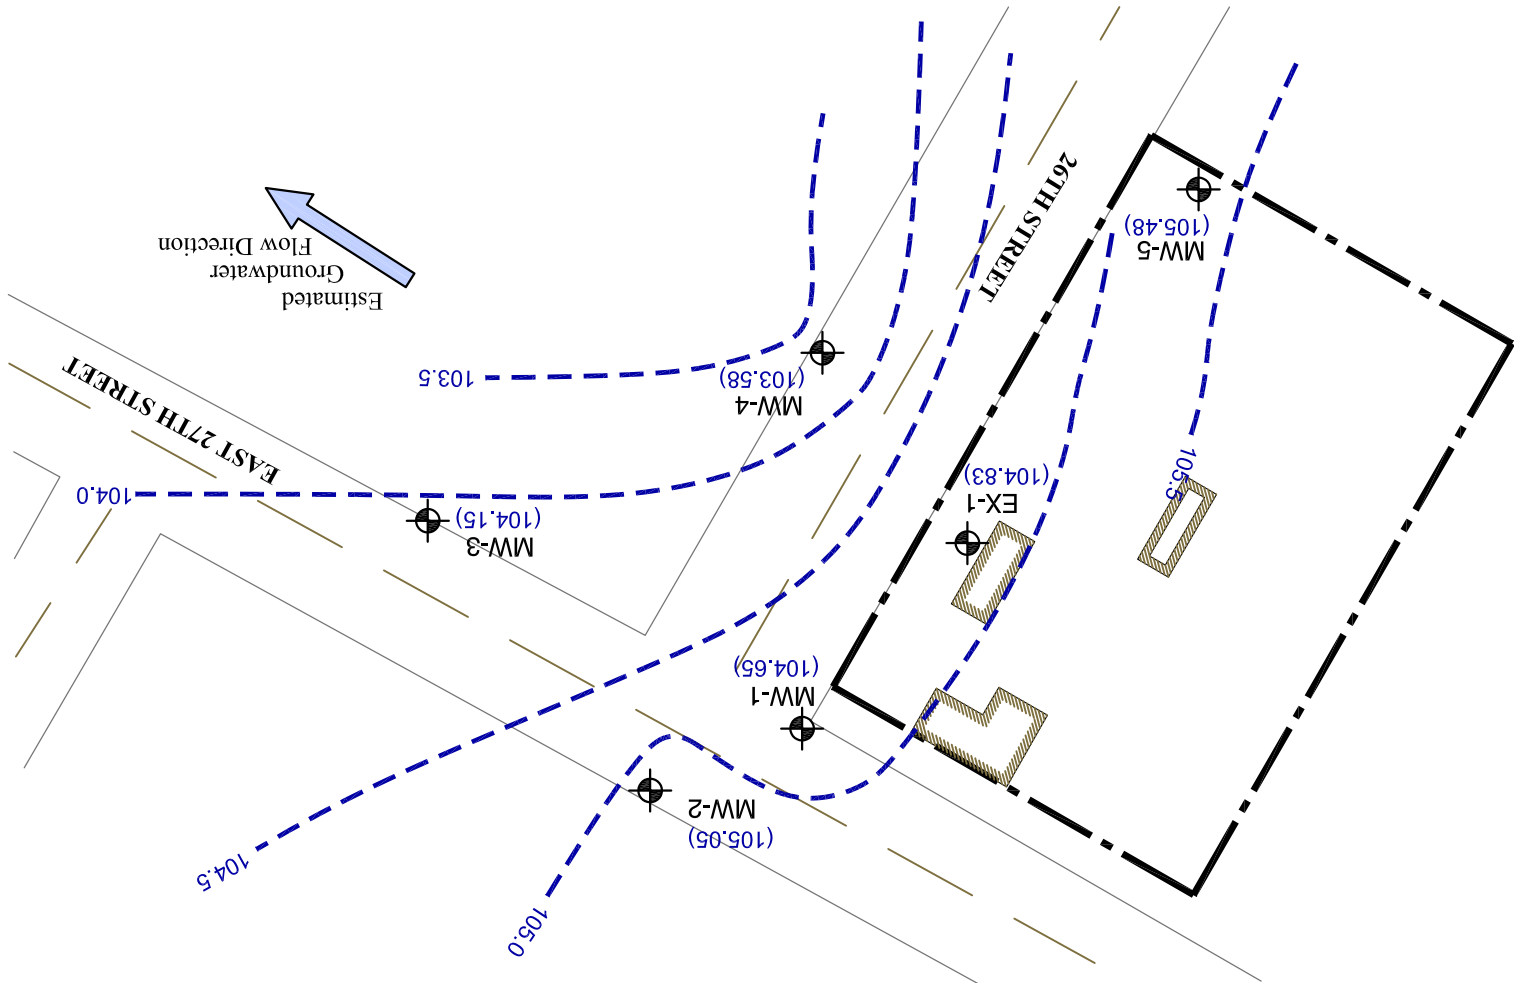 105.0
MW-2
(105.05)
104.5
MW-1
(104.65)
EX-1
(104.83)
105.5
MW-3
(104.15)
104.0
EAST 27TH STREET
MW-4
(103.58)
103.5
Estimated
Groundwater
Flow Direction
26TH STREET
MW-5
(105.48)